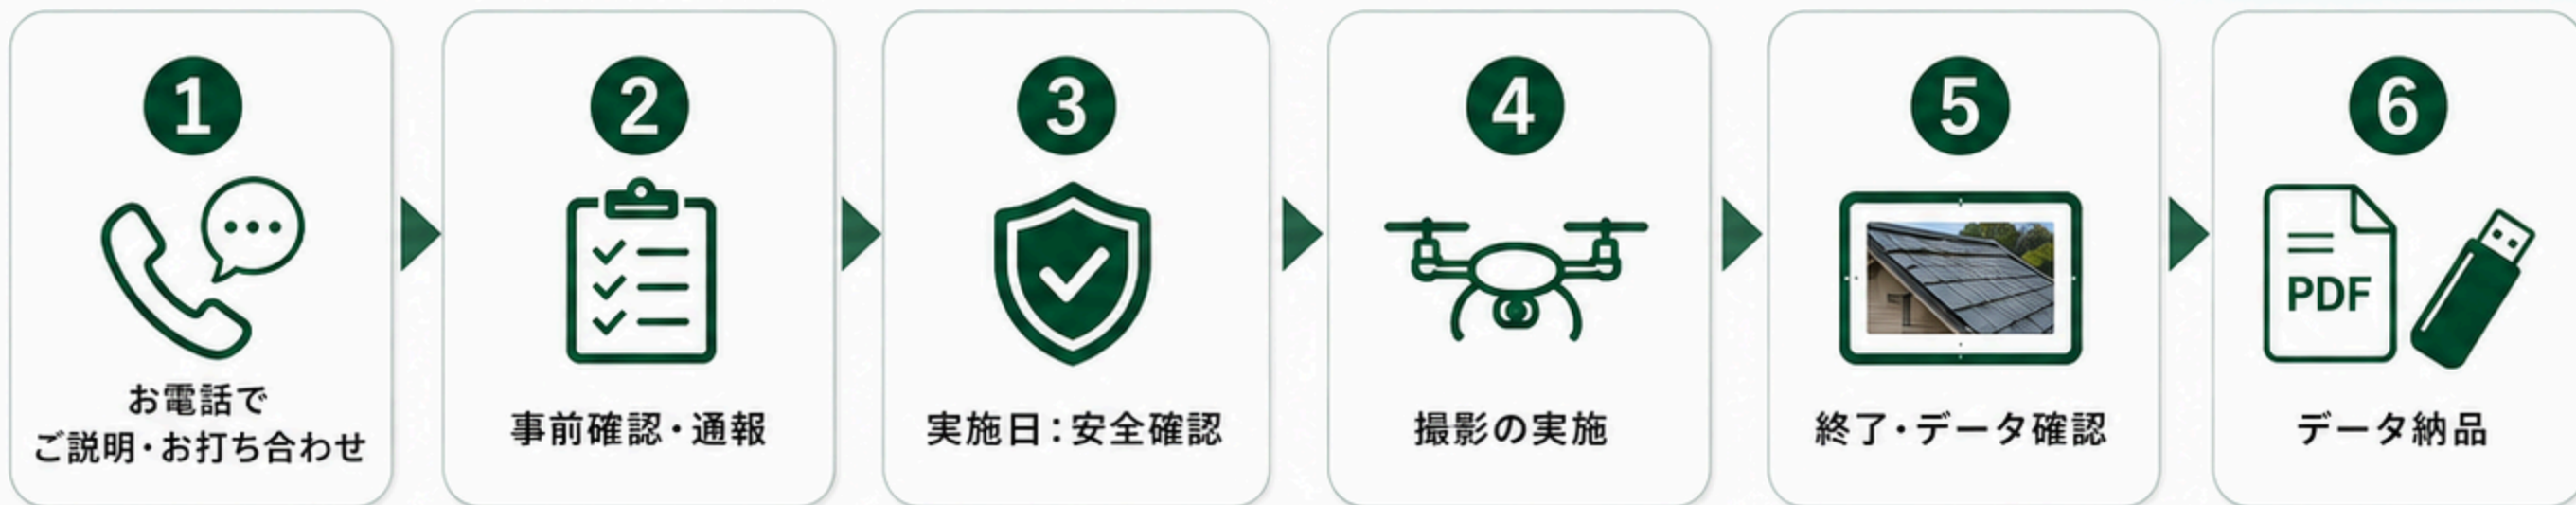 1
お電話で
ご説明・お打ち合わせ
2
事前確認・通報
3
実施日：安全確認
4
撮影の実施
5
終了・データ確認
6
PDF
データ納品